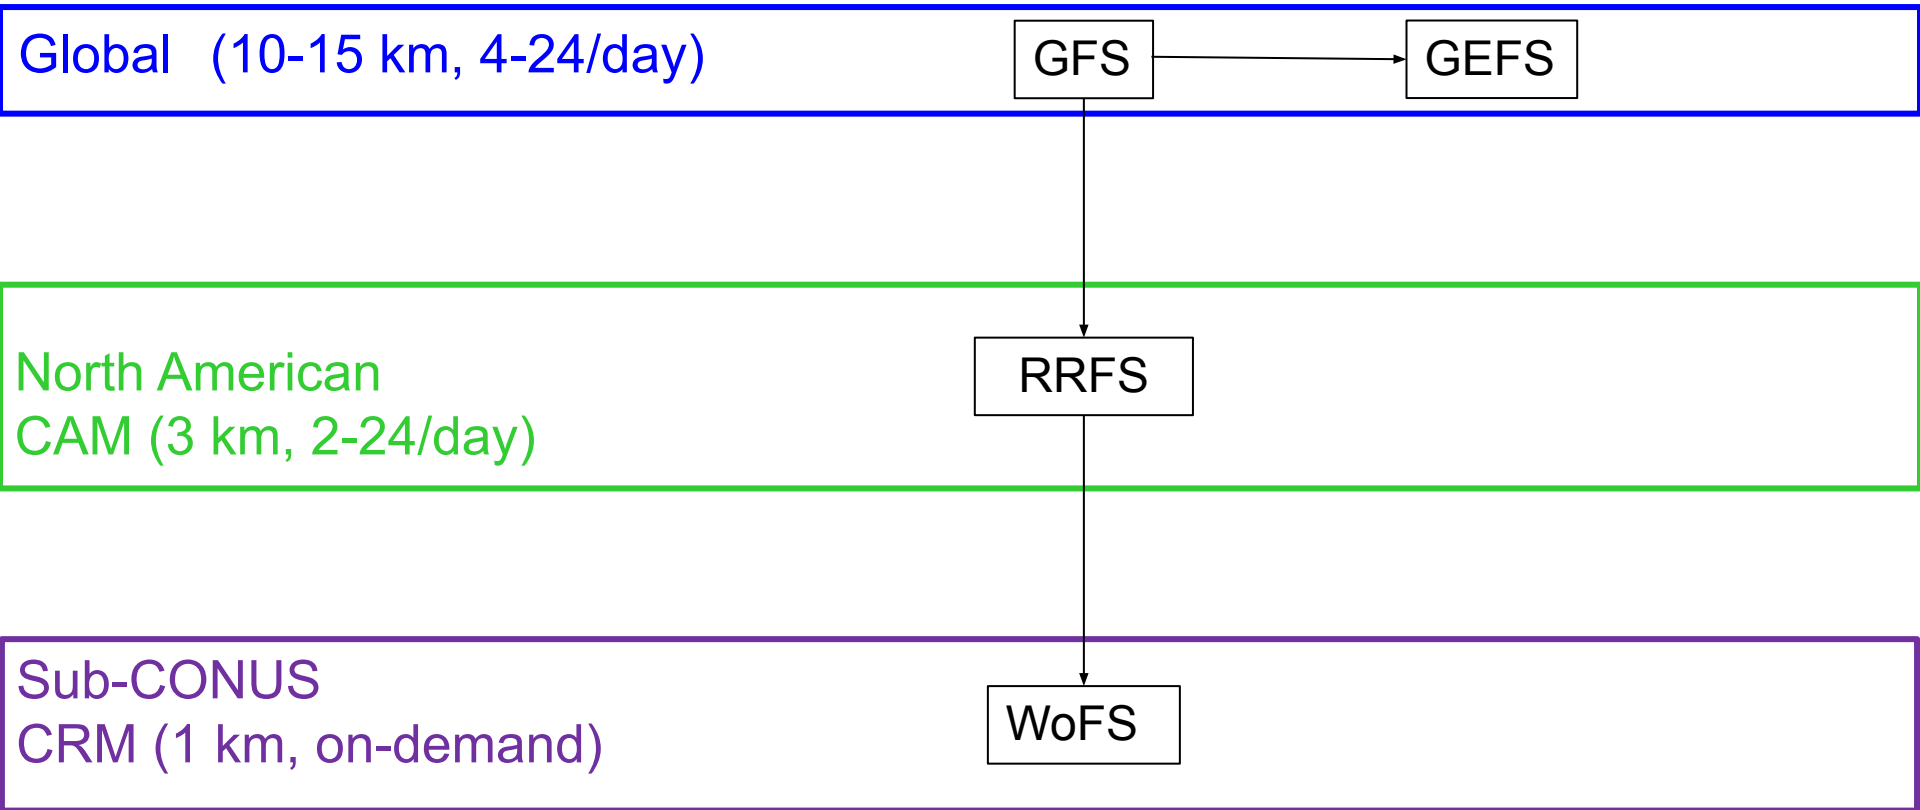 Global (10-15 km, 4-24/day)
GFS
GEFS
North American
CAM (3 km, 2-24/day)
RRFS
Sub-CONUS
CRM (1 km, on-demand)
WoFS